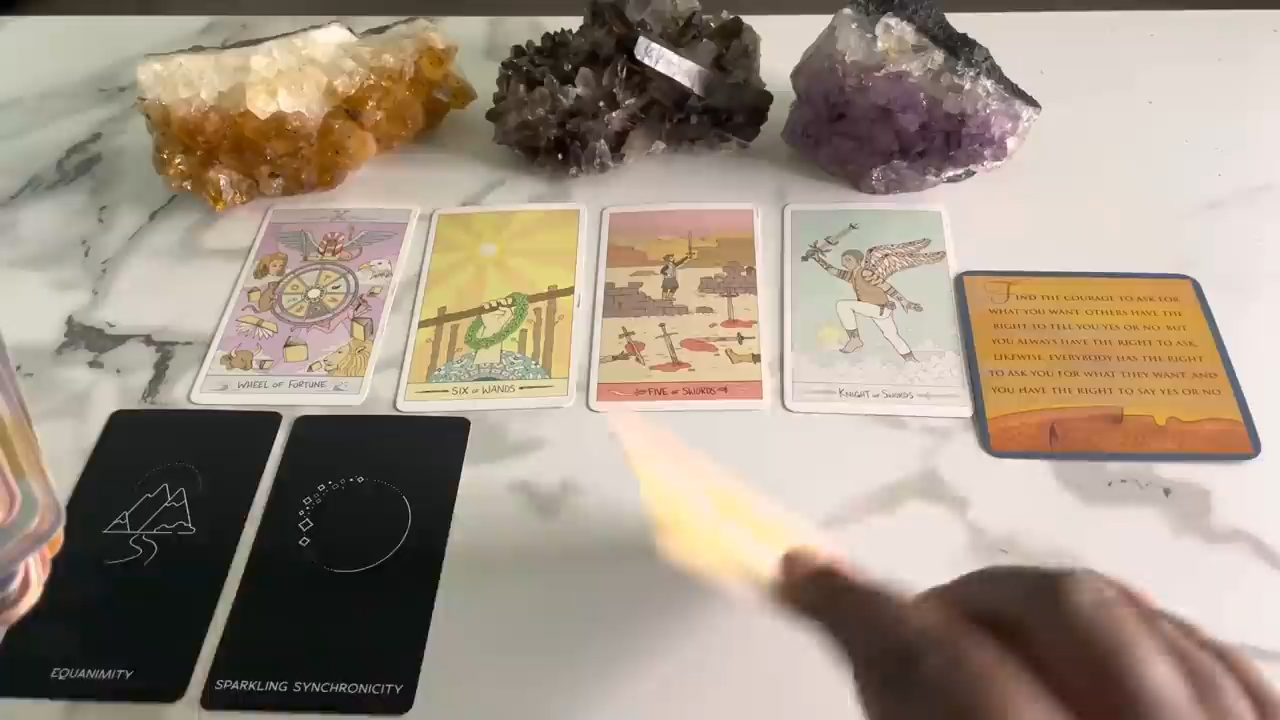 X
WHEEL OF FORTUNE
SIX OF WANDS
FIVE OF SWORDS
KNIGHT OF SWORDS
FIND THE COURAGE TO ASK FOR
WHAT YOU WANT. OTHERS HAVE THE
RIGHT TO TELL YOU YES OR NO, BUT
YOU ALWAYS HAVE THE RIGHT TO ASK.
LIKEWISE, EVERYBODY HAS THE RIGHT
TO ASK YOU FOR WHAT THEY WANT, AND
YOU HAVE THE RIGHT TO SAY YES OR NO
EQUANIMITY
SPARKLING SYNCHRONICITY